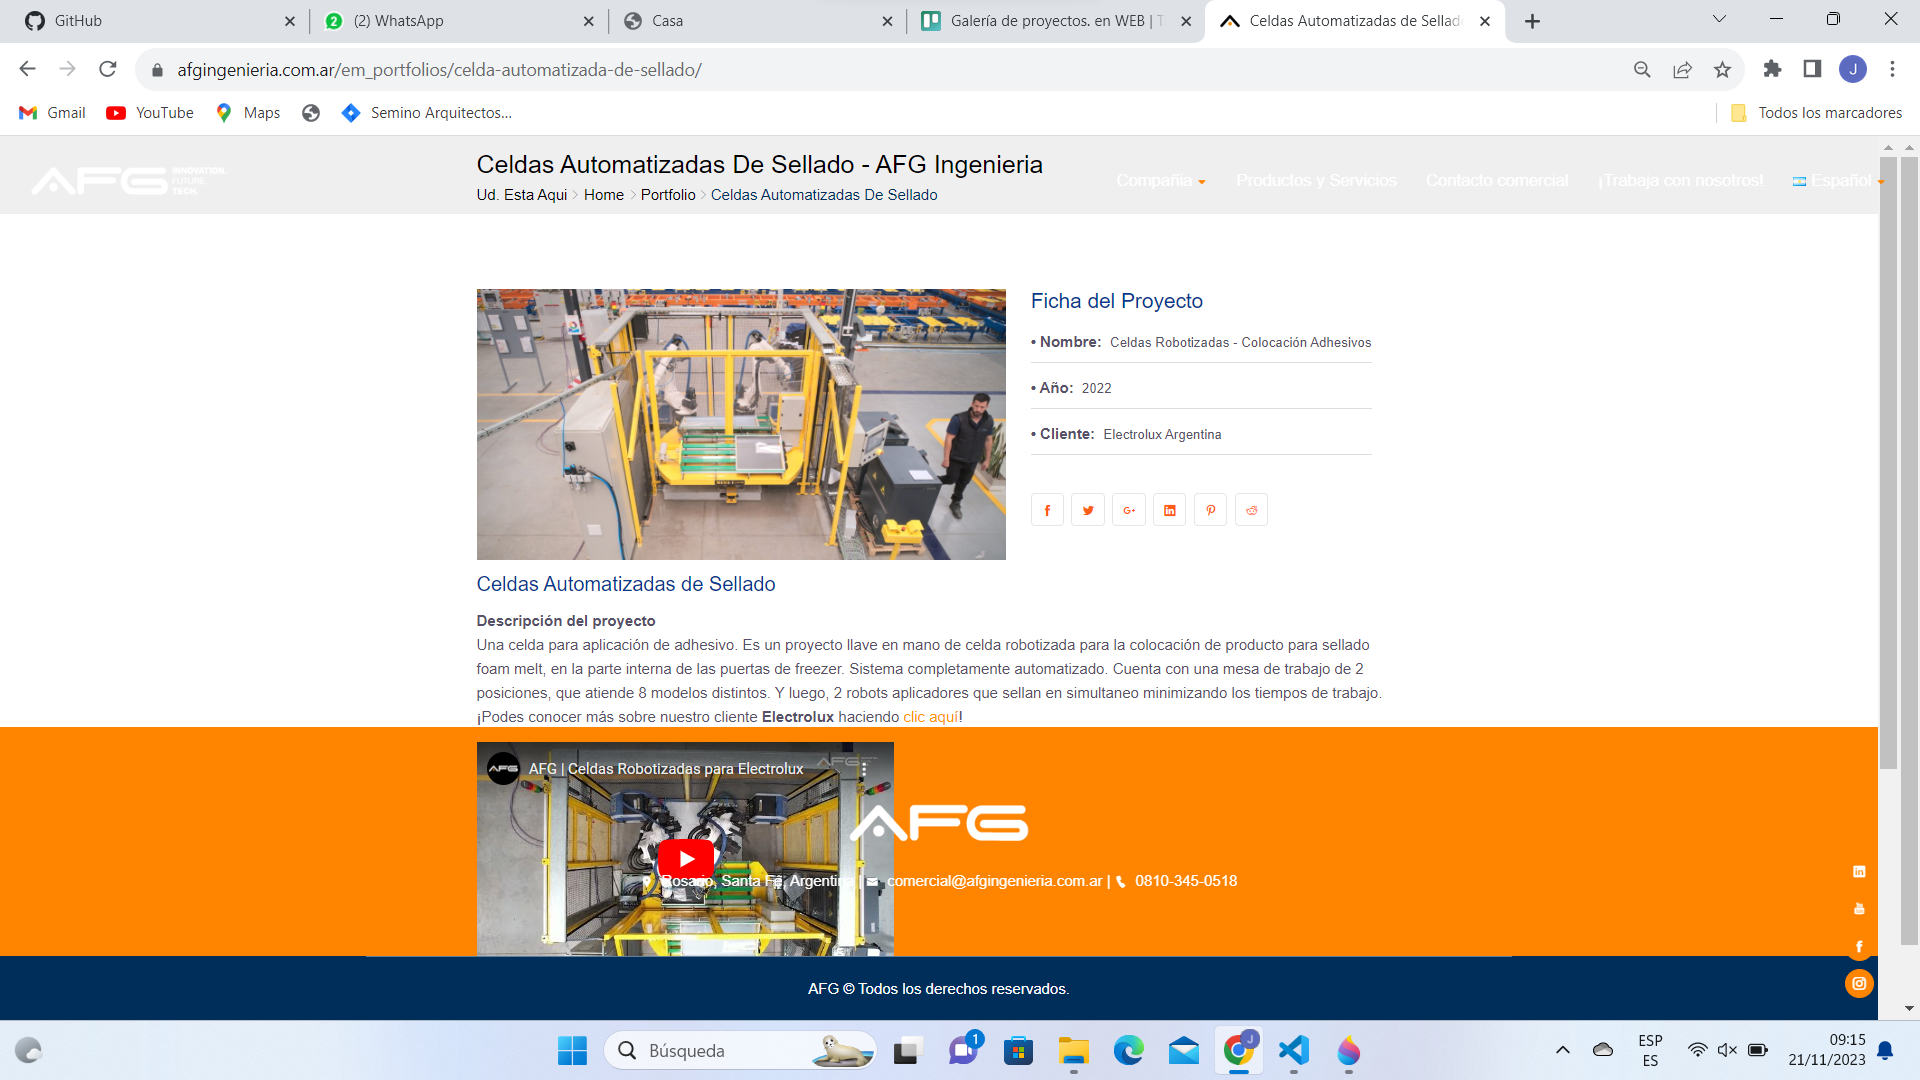 GitHub
(2) WhatsApp
Casa
Galería de proyectos. en WEB | T
Celdas Automatizadas de Sellad
afgingenieria.com.ar/em_portfolios/celda-automatizada-de-sellado/
J
Gmail
YouTube
Maps
Semino Arquitectos...
Todos los marcadores
AFG INNOVATION.
FUTURE.
TECH.
Celdas Automatizadas De Sellado - AFG Ingenieria
Ud. Esta Aqui > Home > Portfolio > Celdas Automatizadas De Sellado
Compañía
Productos y Servicios
Contacto comercial
¡Trabaja con nosotros!
Español
Ficha del Proyecto
• Nombre: Celdas Robotizadas - Colocación Adhesivos
• Año: 2022
• Cliente: Electrolux Argentina
Celdas Automatizadas de Sellado
Descripción del proyecto
Una celda para aplicación de adhesivo. Es un proyecto llave en mano de celda robotizada para la colocación de producto para sellado
foam melt, en la parte interna de las puertas de freezer. Sistema completamente automatizado. Cuenta con una mesa de trabajo de 2
posiciones, que atiende 8 modelos distintos. Y luego, 2 robots aplicadores que sellan en simultaneo minimizando los tiempos de trabajo.
¡Podes conocer más sobre nuestro cliente Electrolux haciendo clic aquí!
AFG
AFG | Celdas Robotizadas para Electrolux
AFG
AFG
Rosario, Santa Fé, Argentina | comercial@afgingenieria.com.ar | 0810-345-0518
AFG © Todos los derechos reservados.
Búsqueda
1
J
ESP
ES
09:15
21/11/2023